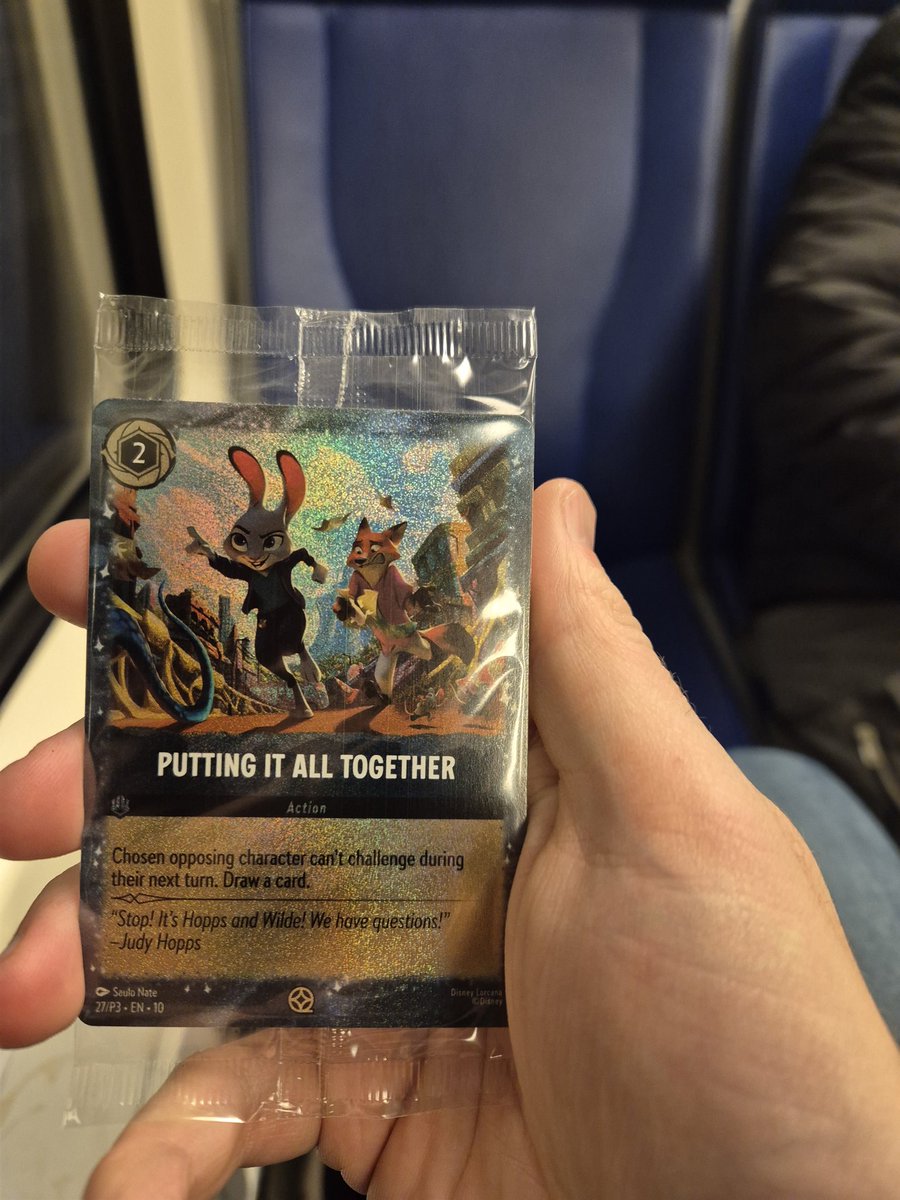 2
PUTTING IT ALL TOGETHER
Action
Chosen opposing character can't challenge during
their next turn. Draw a card.
"Stop! It's Hopps and Wilde! We have questions!"
–Judy Hopps
Saulo Nate
Disney Lorcana
27/P3 • EN • 10
©Disney